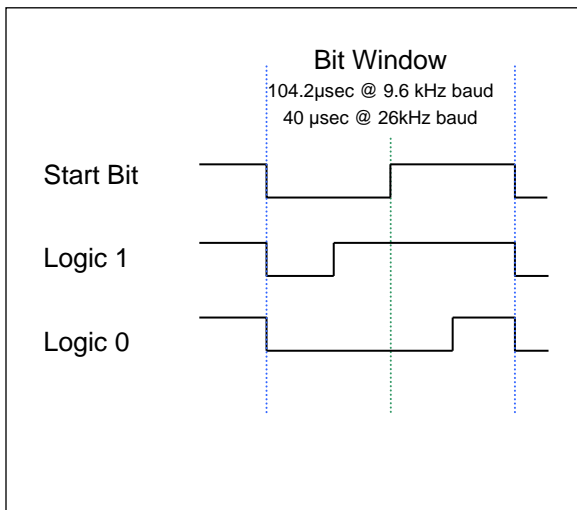 Bit Window
104.2µsec @ 9.6 kHz baud
40 µsec @ 26kHz baud
Start Bit
Logic 1
Logic 0